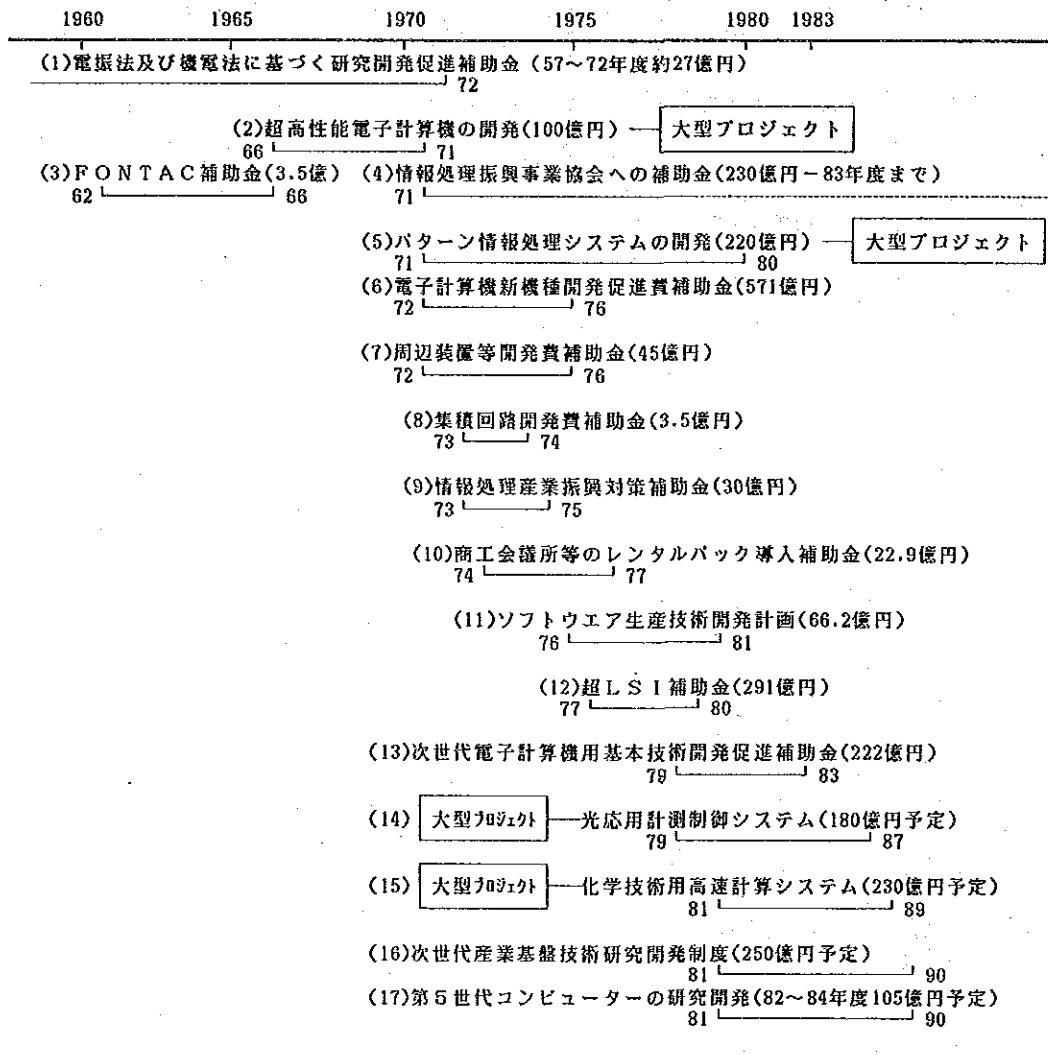 1960 1965 1970 1975 1980 1983
(1)電振法及び機電法に基づく研究開発促進補助金(57~72年度約27億円)
72
(2)超高性能電子計算機の開発(100億円) 大型プロジェクト
66 71
(3)FONTAC補助金(3.5億) (4)情報処理振興事業協会への補助金(230億円-83年度まで)
62 66 71
(5)パターン情報処理システムの開発(220億円) 大型プロジェクト
71 80
(6)電子計算機新機種開発促進費補助金(571億円)
72 76
(7)周辺装置等開発費補助金(45億円)
72 76
(8)集積回路開発費補助金(3.5億円)
73 74
(9)情報処理産業振興対策補助金(30億円)
73 75
(10)商工会議所等のレンタルバック導入補助金(22.9億円)
74 77
(11)ソフトウエア生産技術開発計画(66.2億円)
76 81
(12)超LSI補助金(291億円)
77 80
(13)次世代電子計算機用基本技術開発促進補助金(222億円)
79 83
(14) 大型プロジェクト 光応用計測制御システム(180億円予定)
79 87
(15) 大型プロジェクト 化学技術用高速計算システム(230億円予定)
81 89
(16)次世代産業基盤技術研究開発制度(250億円予定)
81 90
(17)第5世代コンピューターの研究開発(82~84年度105億円予定)
81 90